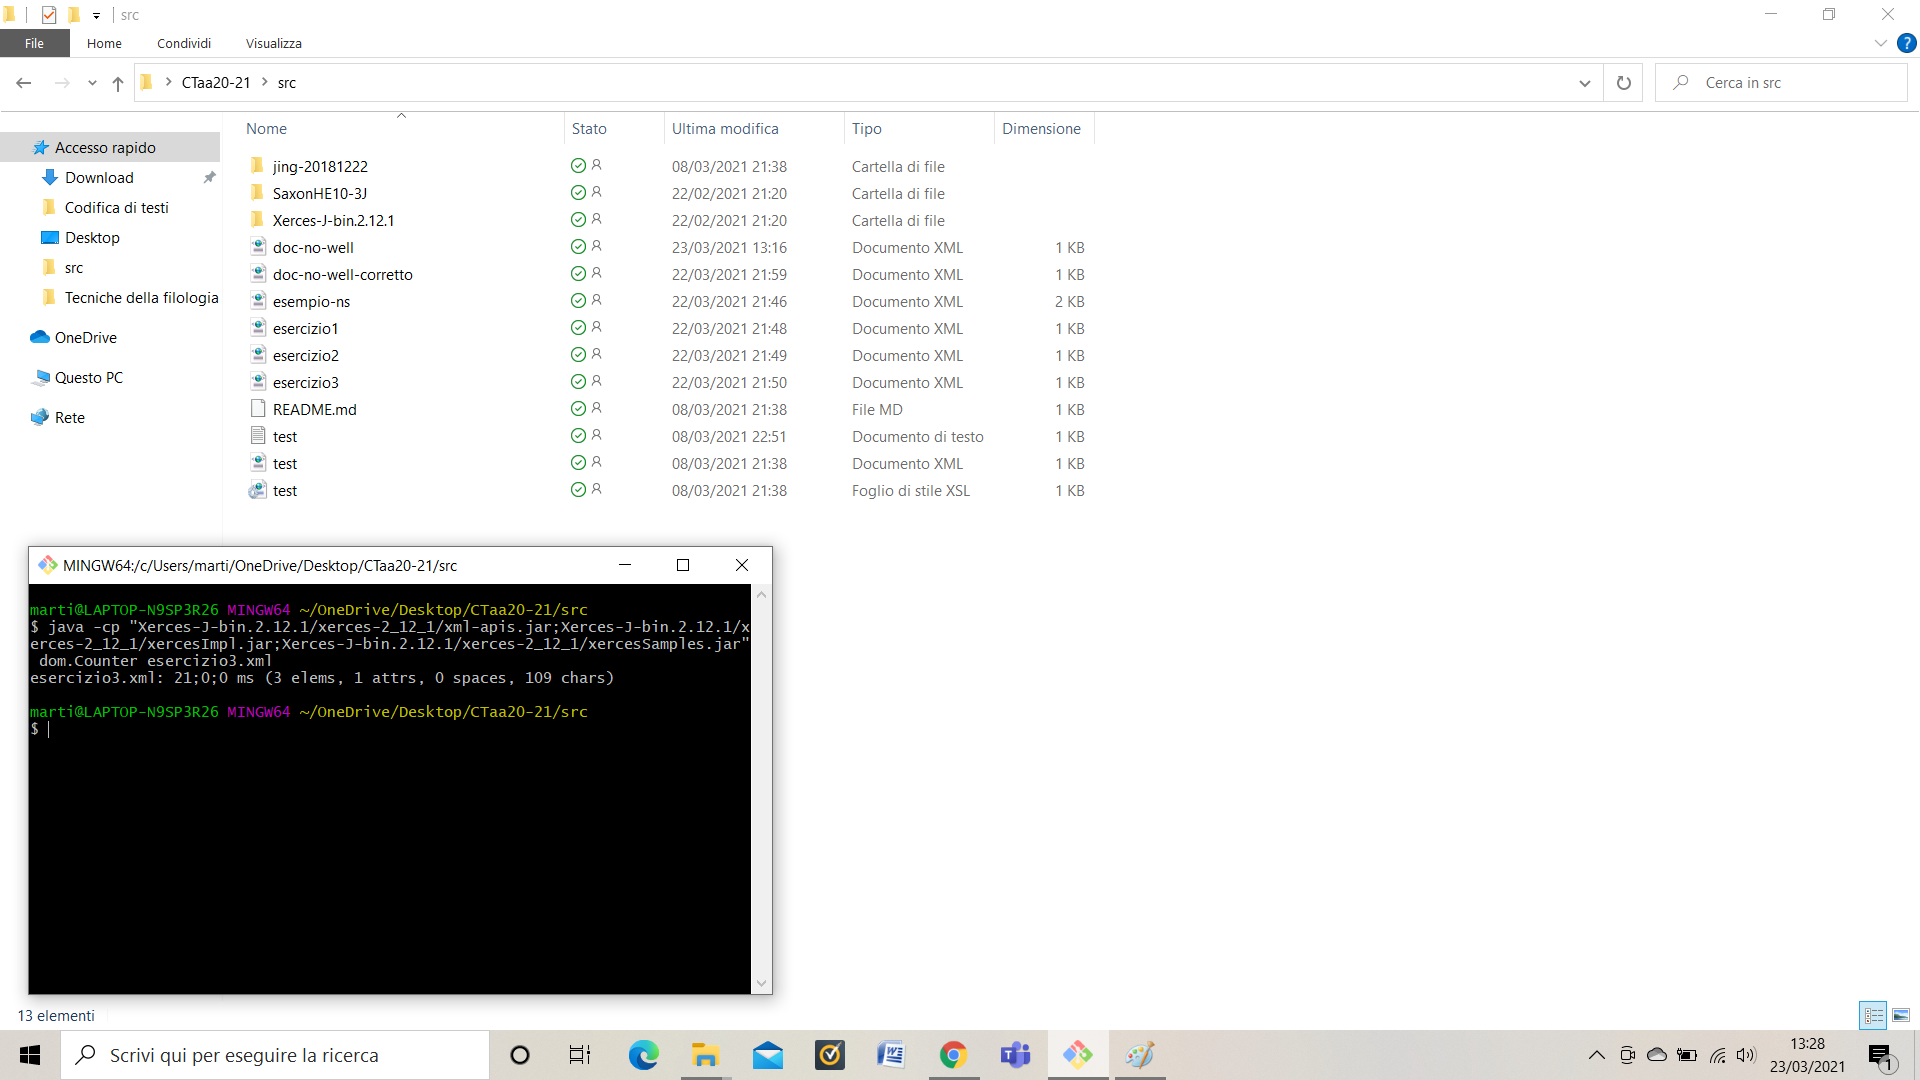 src
File Home Condividi Visualizza
CTaa20-21 src
Cerca in src
Nome Stato Ultima modifica Tipo Dimensione
Accesso rapido
Download
Codifica di testi
Desktop
src
Tecniche della filologia
OneDrive
Questo PC
Rete
jing-20181222 08/03/2021 21:38 Cartella di file
SaxonHE10-3J 22/02/2021 21:20 Cartella di file
Xerces-J-bin.2.12.1 22/02/2021 21:20 Cartella di file
doc-no-well 23/03/2021 13:16 Documento XML 1 KB
doc-no-well-corretto 22/03/2021 21:59 Documento XML 1 KB
esempio-ns 22/03/2021 21:46 Documento XML 2 KB
esercizio1 22/03/2021 21:48 Documento XML 1 KB
esercizio2 22/03/2021 21:49 Documento XML 1 KB
esercizio3 22/03/2021 21:50 Documento XML 1 KB
README.md 08/03/2021 21:38 File MD 1 KB
test 08/03/2021 22:51 Documento di testo 1 KB
test 08/03/2021 21:38 Documento XML 1 KB
test 08/03/2021 21:38 Foglio di stile XSL 1 KB
MINGW64:/c/Users/marti/OneDrive/Desktop/CTaa20-21/src
marti@LAPTOP-N9SP3R26 MINGW64 ~/OneDrive/Desktop/CTaa20-21/src
$ java -cp "Xerces-J-bin.2.12.1/xerces-2_12_1/xml-apis.jar;Xerces-J-bin.2.12.1/x
erces-2_12_1/xercesImpl.jar;Xerces-J-bin.2.12.1/xerces-2_12_1/xercesSamples.jar"
dom.Counter esercizio3.xml
esercizio3.xml: 21;0;0 ms (3 elems, 1 attrs, 0 spaces, 109 chars)
marti@LAPTOP-N9SP3R26 MINGW64 ~/OneDrive/Desktop/CTaa20-21/src
$
13 elementi
Scrivi qui per eseguire la ricerca
13:28
23/03/2021
1